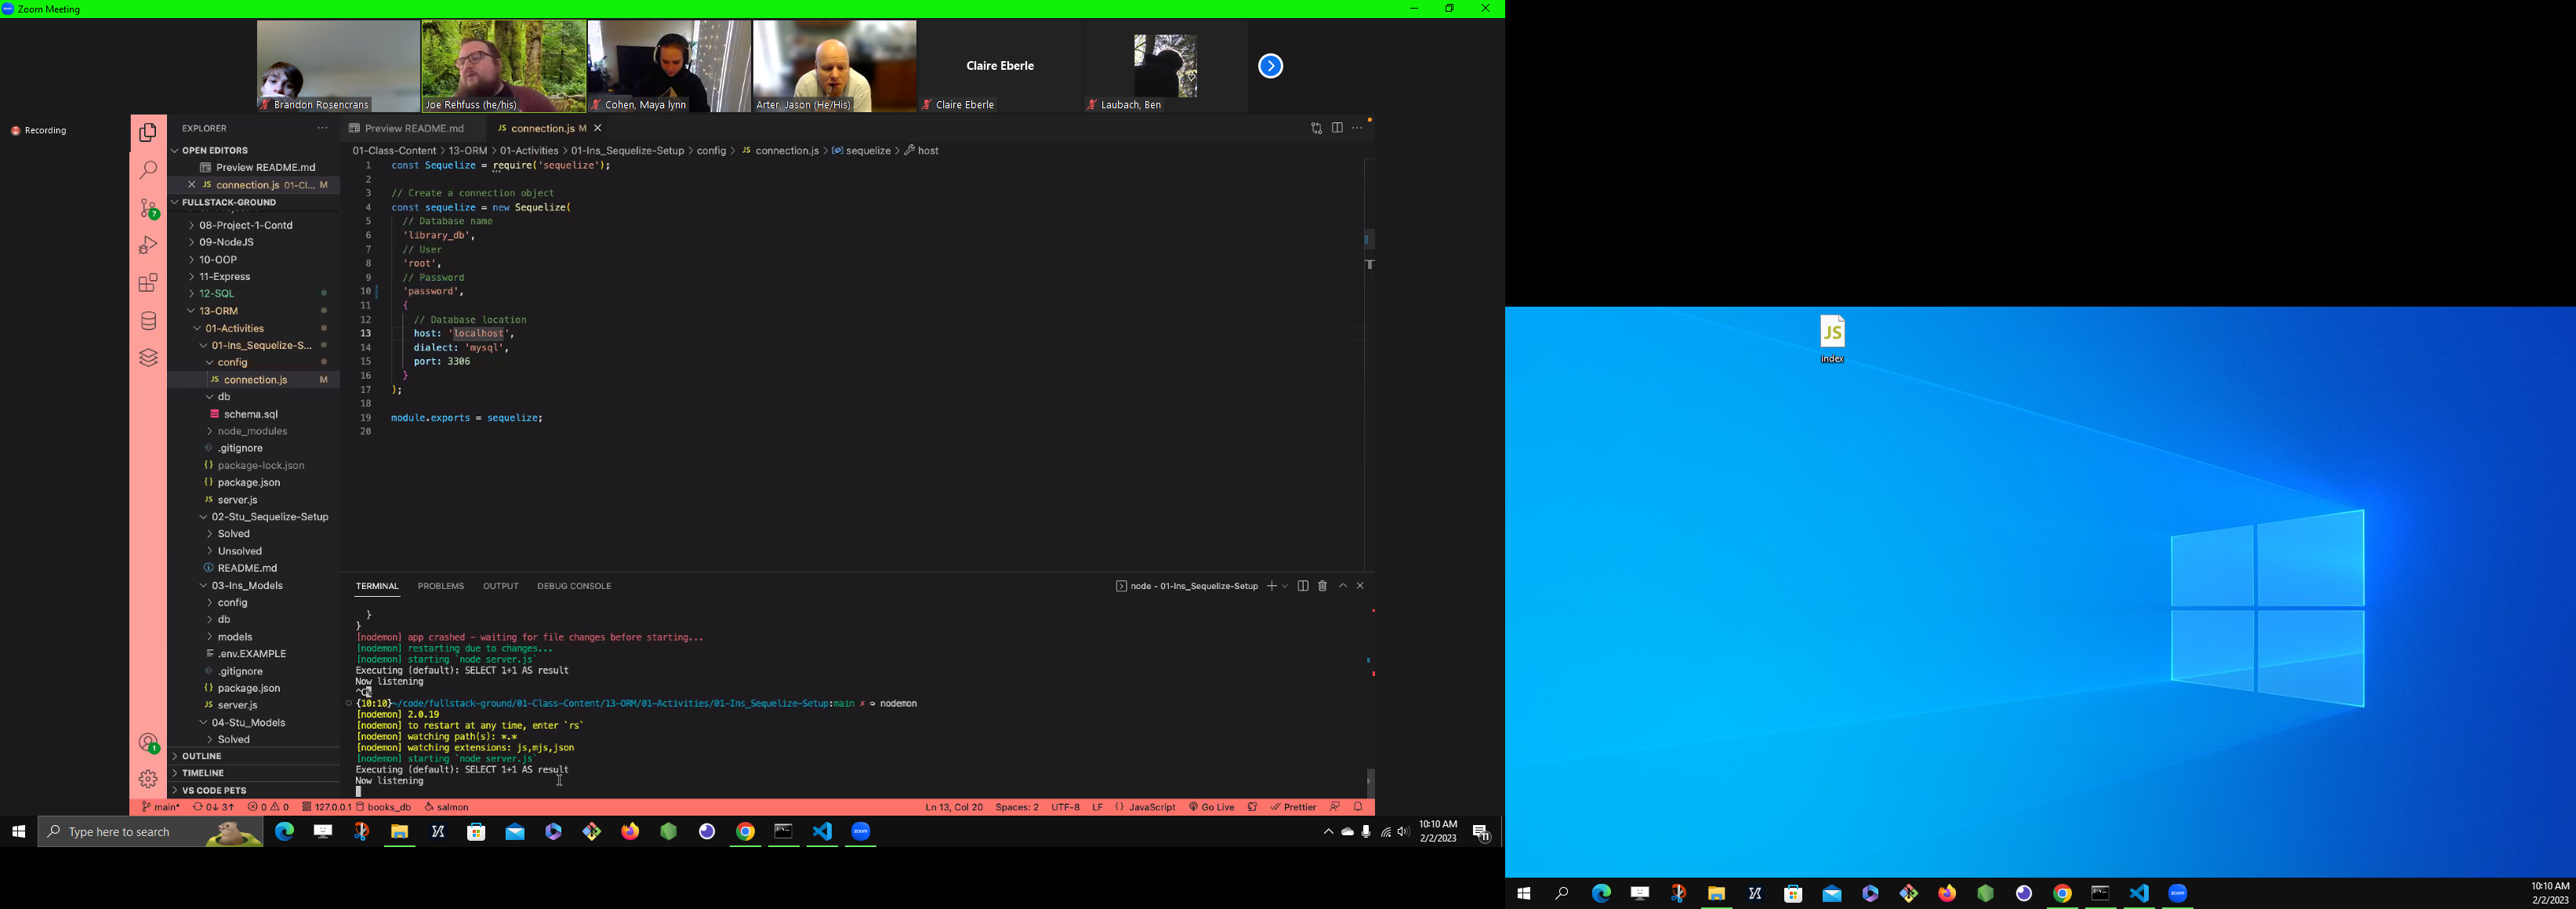 Zoom Meeting
Brandon Rosencrans
Joe Rehfuss (he/his)
Cohen, Maya lynn
Arter, Jason (He/His)
Claire Eberle
Claire Eberle
Laubach, Ben
Recording
EXPLORER
OPEN EDITORS
Preview README.md
JS connection.js 01-Cl... M
FULLSTACK-GROUND
08-Project-1-Contd
09-NodeJS
10-OOP
11-Express
12-SQL
13-ORM
01-Activities
01-Ins_Sequelize-S...
config
JS connection.js M
db
schema.sql
node_modules
.gitignore
{} package-lock.json
{} package.json
JS server.js
02-Stu_Sequelize-Setup
Solved
Unsolved
README.md
03-Ins_Models
config
db
models
.env.EXAMPLE
.gitignore
{} package.json
JS server.js
04-Stu_Models
Solved
OUTLINE
TIMELINE
VS CODE PETS
Preview README.md
JS connection.js M
01-Class-Content > 13-ORM > 01-Activities > 01-Ins_Sequelize-Setup > config > JS connection.js > sequelize > host
1 const Sequelize = require('sequelize');
2
3 // Create a connection object
4 const sequelize = new Sequelize(
5 // Database name
6 'library_db',
7 // User
8 'root',
9 // Password
10 'password',
11 {
12 // Database location
13 host: 'localhost',
14 dialect: 'mysql',
15 port: 3306
16 }
17 );
18
19 module.exports = sequelize;
20
TERMINAL PROBLEMS OUTPUT DEBUG CONSOLE
node - 01-Ins_Sequelize-Setup
}
}
[nodemon] app crashed - waiting for file changes before starting...
[nodemon] restarting due to changes...
[nodemon] starting `node server.js`
Executing (default): SELECT 1+1 AS result
Now listening
{10:10}~/code/fullstack-ground/01-Class-Content/13-ORM/01-Activities/01-Ins_Sequelize-Setup:main ✗ ➭ nodemon
[nodemon] 2.0.19
[nodemon] to restart at any time, enter `rs`
[nodemon] watching path(s): *.*
[nodemon] watching extensions: js,mjs,json
[nodemon] starting `node server.js`
Executing (default): SELECT 1+1 AS result
Now listening
main* 0↓ 3↑ 0 0 127.0.0.1 books_db salmon
Ln 13, Col 20 Spaces: 2 UTF-8 LF {} JavaScript Go Live Prettier
Type here to search
10:10 AM
2/2/2023
JS
index
10:10 AM
2/2/2023